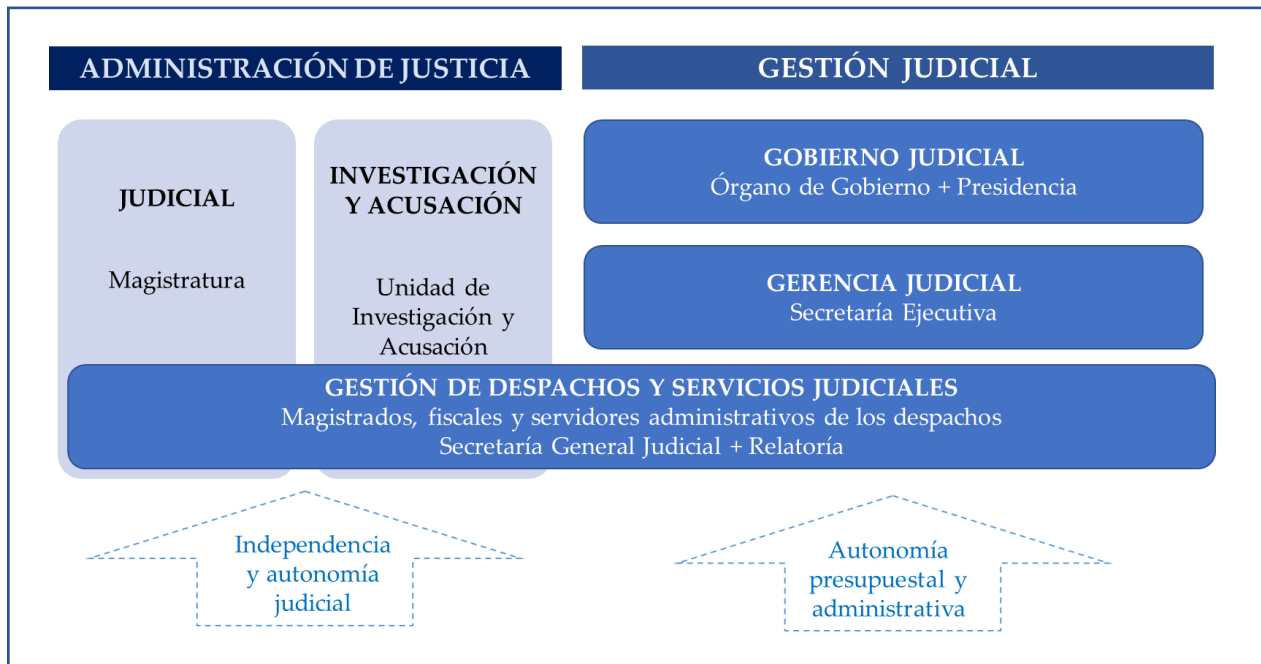 ADMINISTRACIÓN DE JUSTICIA
GESTIÓN JUDICIAL
JUDICIAL
Magistratura
INVESTIGACIÓN
Y ACUSACIÓN
Unidad de
Investigación y
Acusación
GOBIERNO JUDICIAL
Órgano de Gobierno + Presidencia
GERENCIA JUDICIAL
Secretaría Ejecutiva
GESTIÓN DE DESPACHOS Y SERVICIOS JUDICIALES
Magistrados, fiscales y servidores administrativos de los despachos
Secretaría General Judicial + Relatoría
Independencia
y autonomía
judicial
Autonomía
presupuestal y
administrativa